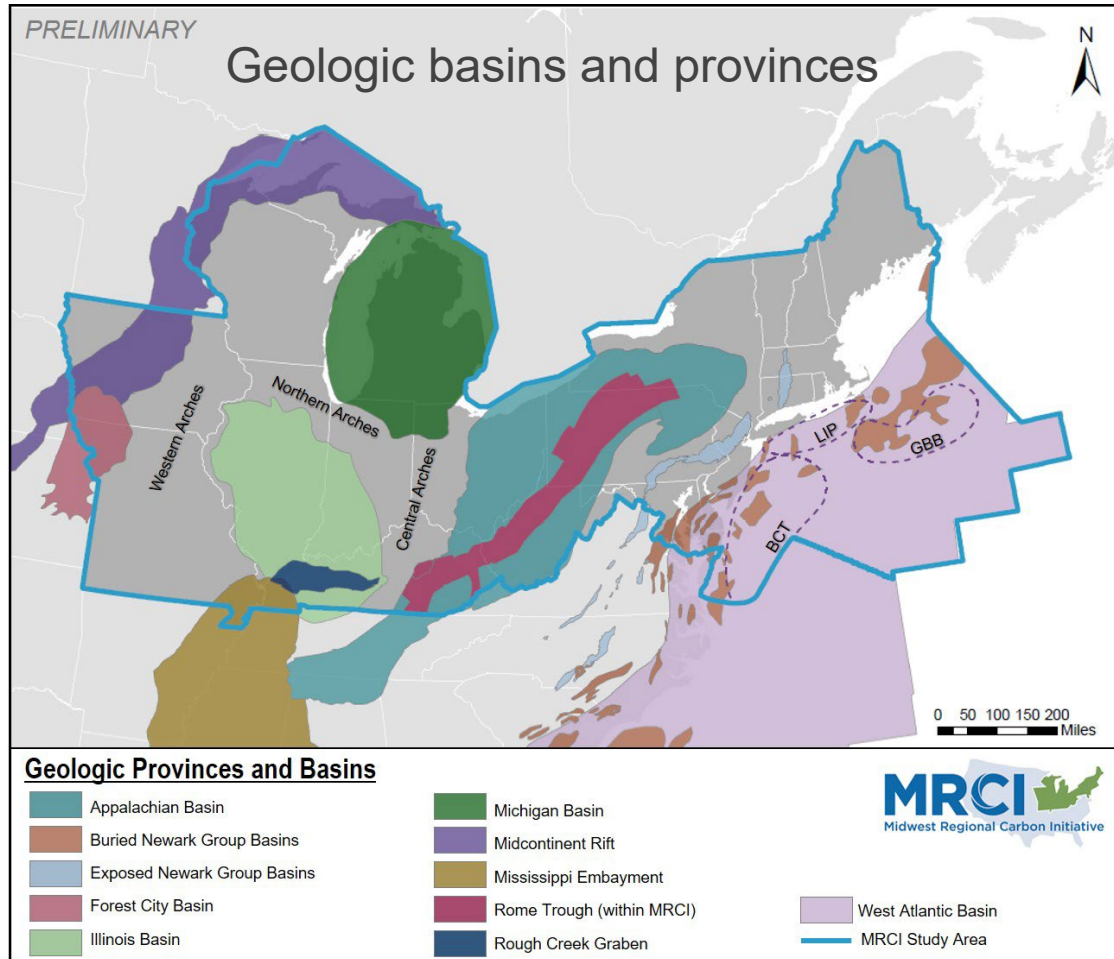 PRELIMINARY
Geologic basins and provinces
N
Western Arches
Northern Arches
Central Arches
LIP
GBB
BCT
0 50 100 150 200
Miles
Geologic Provinces and Basins
Appalachian Basin
Buried Newark Group Basins
Exposed Newark Group Basins
Forest City Basin
Illinois Basin
Michigan Basin
Midcontinent Rift
Mississippi Embayment
Rome Trough (within MRCI)
Rough Creek Graben
West Atlantic Basin
MRCI Study Area
MRCI
Midwest Regional Carbon Initiative